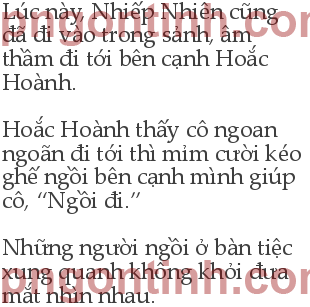 Lúc này, Nhiếp Nhiên cũng
đã đi vào trong sảnh, âm
thầm đi tới bên cạnh Hoắc
Hoành.
Hoắc Hoành thấy cô ngoan
ngoãn đi tới thì mỉm cười kéo
ghế ngồi bên cạnh mình giúp
cô, “Ngồi đi.”
Những người ngồi ở bàn tiệc
xung quanh không khỏi đưa
mắt nhìn nhau.